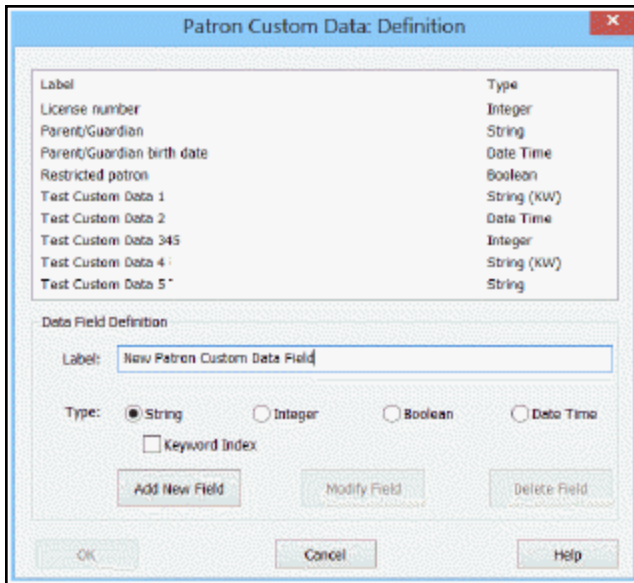 Patron Custom Data: Definition
Label Type
License number Integer
Parent/Guardian String
Parent/Guardian birth date Date Time
Restricted patron Boolean
Test Custom Data 1 String (KW)
Test Custom Data 2 Date Time
Test Custom Data 345 Integer
Test Custom Data 4 String (KW)
Test Custom Data 5 String
Data Field Definition
Label: New Patron Custom Data Field
Type: String Integer Boolean Date Time
Keyword Index
Add New Field Modify Field Delete Field
OK Cancel Help